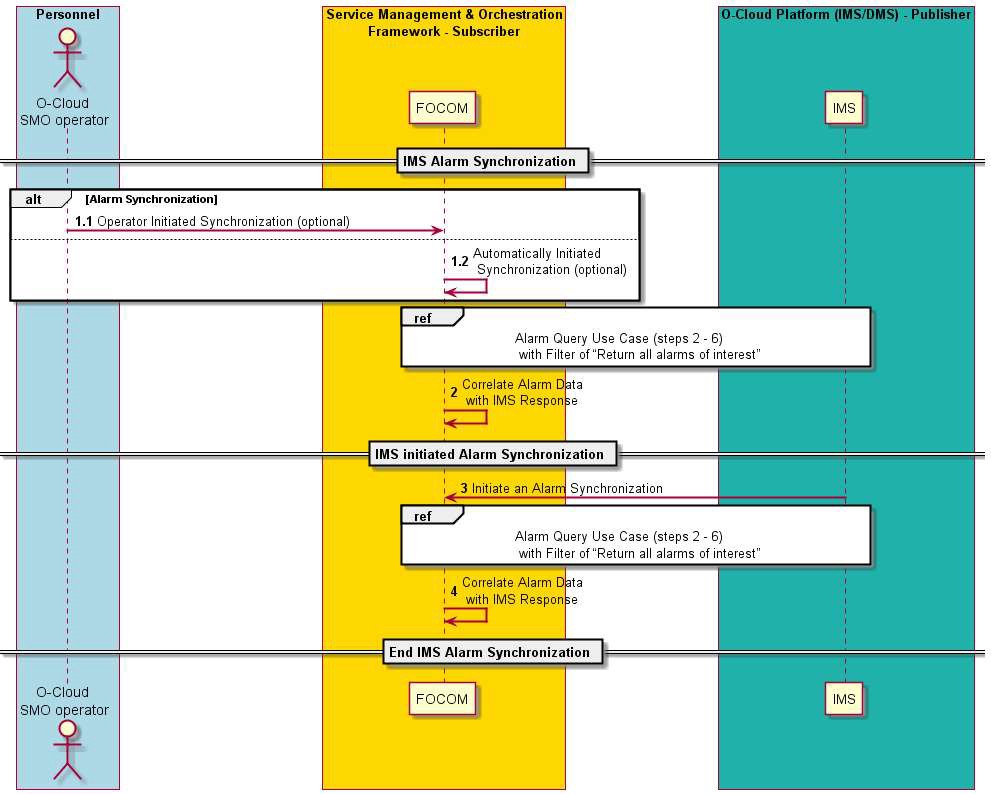 Personnel
Service Management & Orchestration
Framework - Subscriber
O-Cloud Platform (IMS/DMS) - Publisher
O-Cloud
SMO operator
FOCOM
IMS
IMS Alarm Synchronization
alt [Alarm Synchronization]
1.1 Operator Initiated Synchronization (optional)
1.2 Automatically Initiated
Synchronization (optional)
ref
Alarm Query Use Case (steps 2 - 6)
with Filter of “Return all alarms of interest”
2 Correlate Alarm Data
with IMS Response
IMS initiated Alarm Synchronization
3 Initiate an Alarm Synchronization
ref
Alarm Query Use Case (steps 2 - 6)
with Filter of “Return all alarms of interest”
4 Correlate Alarm Data
with IMS Response
End IMS Alarm Synchronization
O-Cloud
SMO operator
FOCOM
IMS